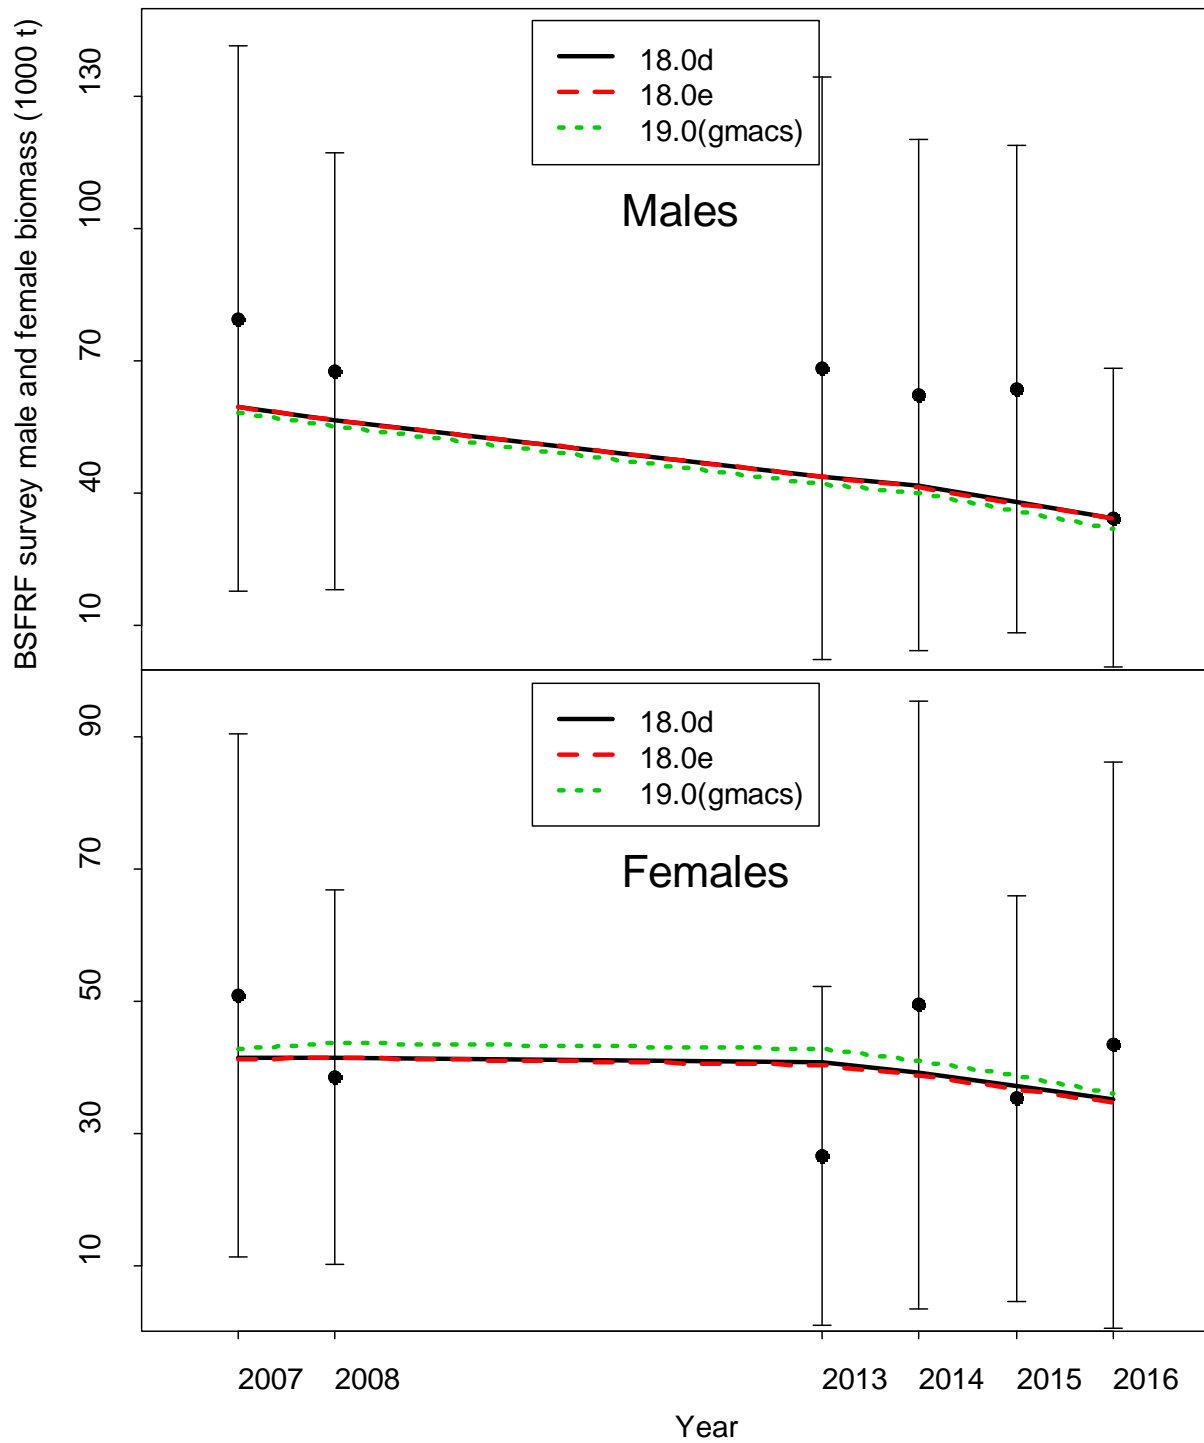 BSFRF survey male and female biomass (1000 t)
130
100
70
40
10
18.0d
18.0e
19.0(gmacs)
Males
90
70
50
30
10
18.0d
18.0e
19.0(gmacs)
Females
2007 2008 2013 2014 2015 2016
Year